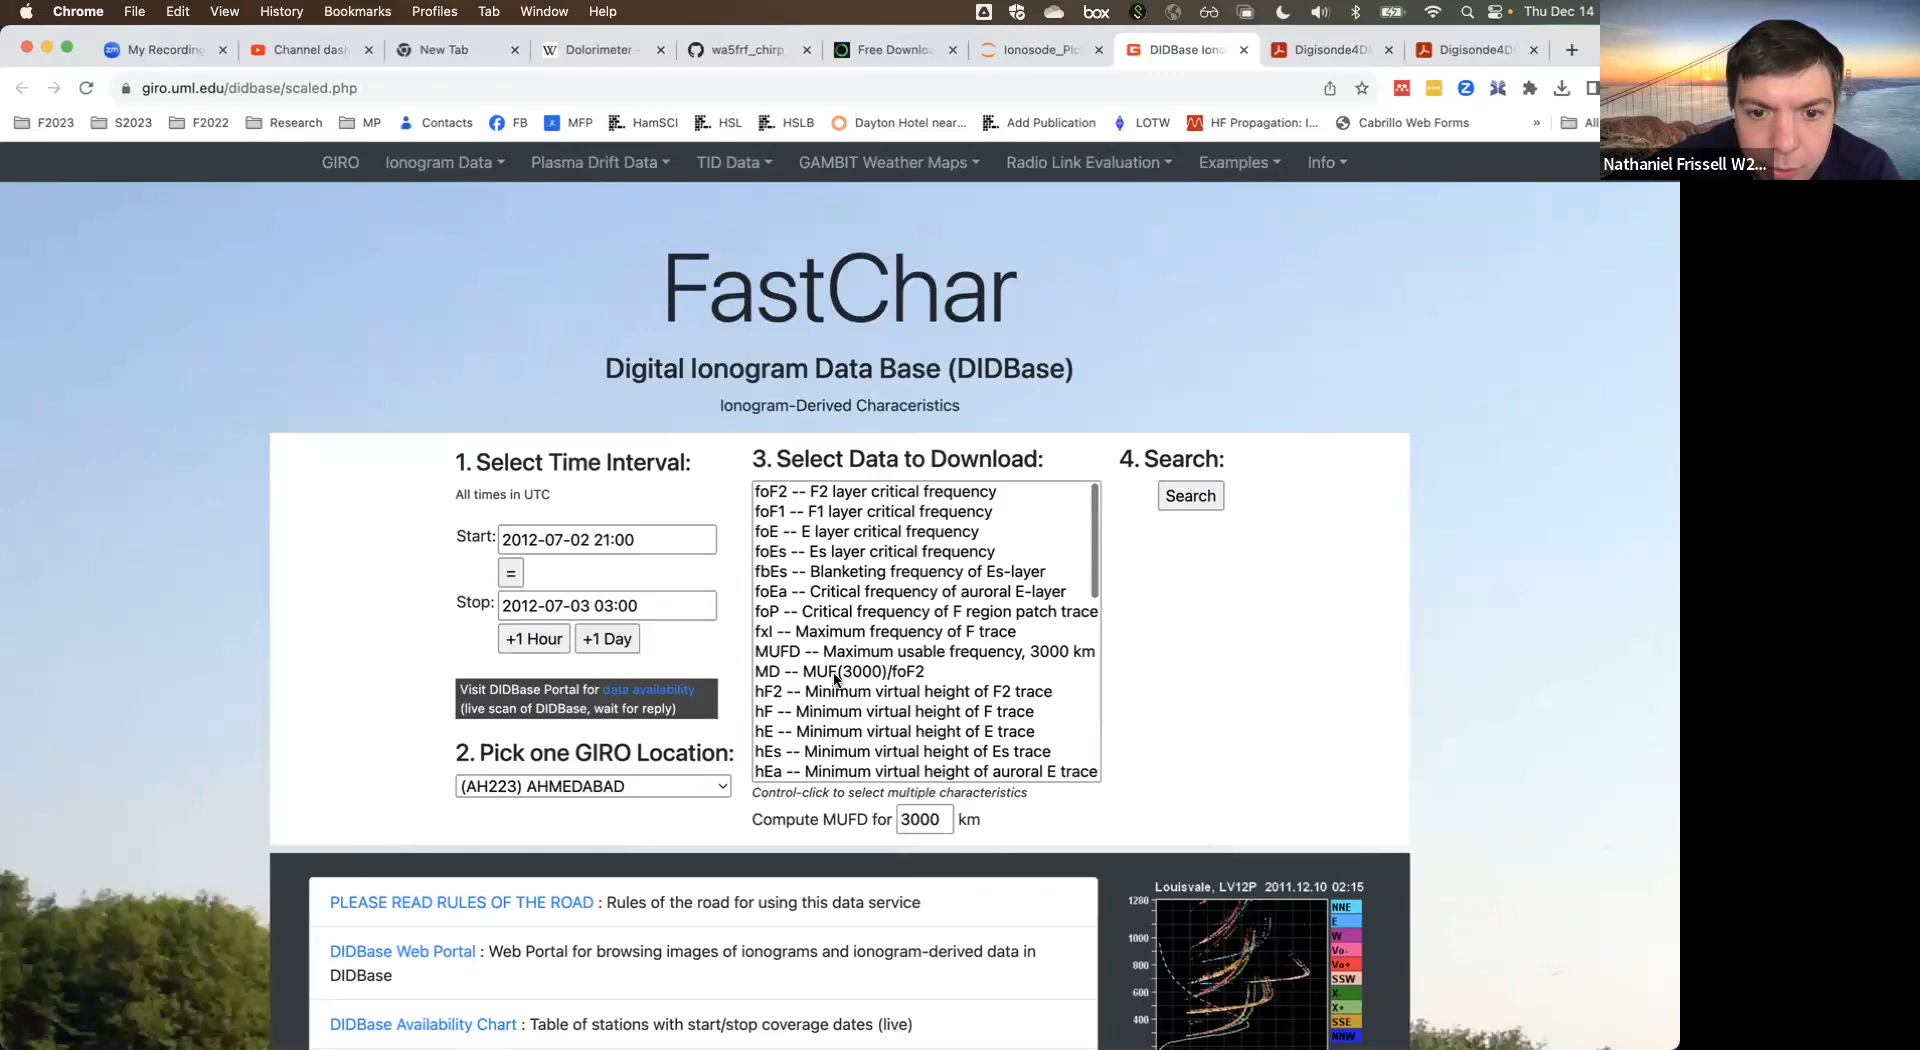 Chrome File Edit View History Bookmarks Profiles Tab Window Help box Thu Dec 14
My Recording Channel dash New Tab Dolorimeter - wa5frf_chirp_ Free Downlo DIDBase Iono Digisonde4D Digisonde4D
giro.uml.edu/didbase/scaled.php
F2023 S2023 F2022 Research MP Contacts FB MFP HamSCI HSL HSLB Dayton Hotel near... Add Publication LOTW HF Propagation: I... Cabrillo Web Forms » All
Nathaniel Frissell W2...
GIRO Ionogram Data Plasma Drift Data TID Data GAMBIT Weather Maps Radio Link Evaluation Examples Info
FastChar
Digital Ionogram Data Base (DIDBase)
Ionogram-Derived Characeristics
1. Select Time Interval:
All times in UTC
Start: 2012-07-02 21:00
=
Stop: 2012-07-03 03:00
+1 Hour +1 Day
Visit DIDBase Portal for data availability
(live scan of DIDBase, wait for reply)
2. Pick one GIRO Location:
(AH223) AHMEDABAD
3. Select Data to Download:
foF2 -- F2 layer critical frequency
foF1 -- F1 layer critical frequency
foE -- E layer critical frequency
foEs -- Es layer critical frequency
fbEs -- Blanketing frequency of Es-layer
foEa -- Critical frequency of auroral E-layer
foP -- Critical frequency of F region patch trace
fxI -- Maximum frequency of F trace
MUFD -- Maximum usable frequency, 3000 km
MD -- MUF(3000)/foF2
hF2 -- Minimum virtual height of F2 trace
hF -- Minimum virtual height of F trace
hE -- Minimum virtual height of E trace
hEs -- Minimum virtual height of Es trace
hEa -- Minimum virtual height of auroral E trace
Control-click to select multiple characteristics
Compute MUFD for 3000 km
4. Search:
Search
PLEASE READ RULES OF THE ROAD : Rules of the road for using this data service
DIDBase Web Portal : Web Portal for browsing images of ionograms and ionogram-derived data in
DIDBase
DIDBase Availability Chart : Table of stations with start/stop coverage dates (live)
Louisvale, LV12P 2011.12.10 02:15
1280
1000
800
600
400
NNE
E
W
Vo-
Vo+
SSW
X-
X+
SSE
NNW